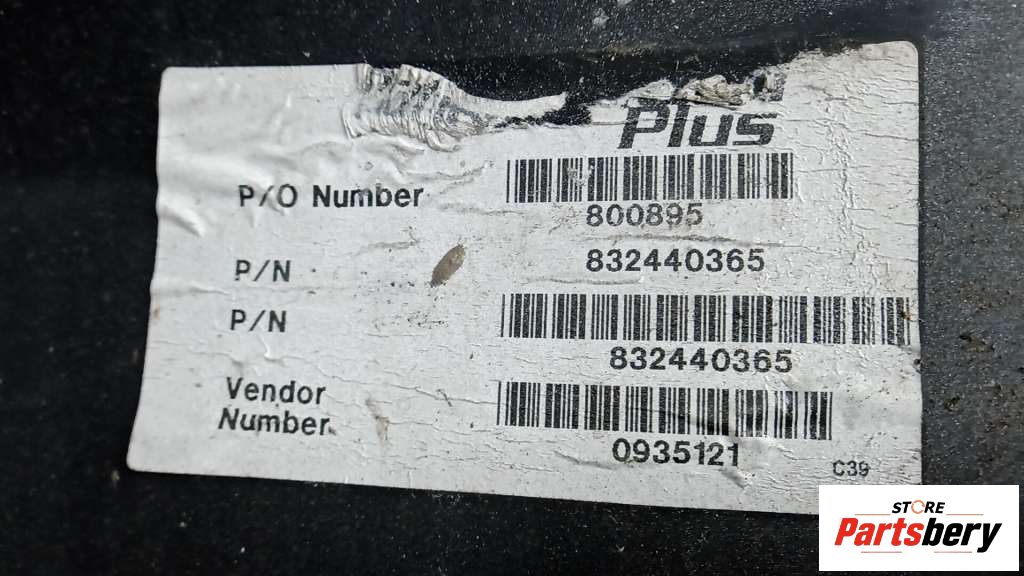 Plus
P/O Number
800895
P/N 832440365
P/N
832440365
Vendor
Number
0935121
C39
STORE
Partsbery